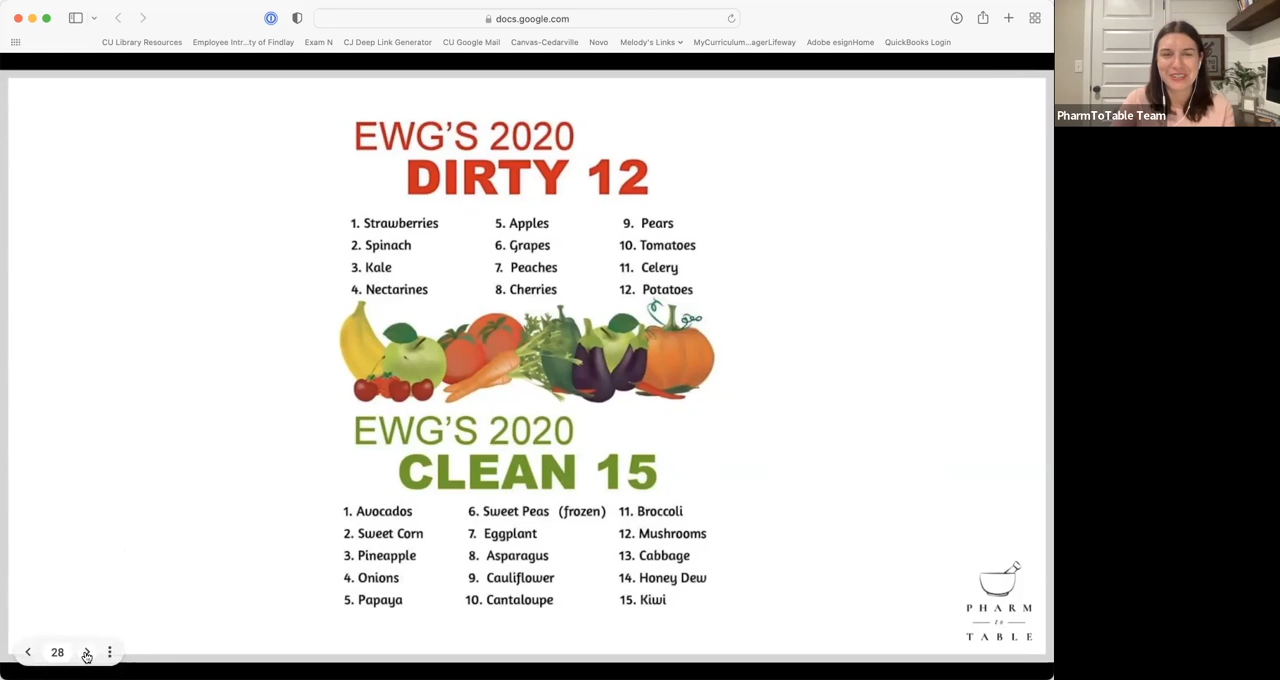 docs.google.com
CU Library Resources Employee Intr...ty of Findlay Exam N CJ Deep Link Generator CU Google Mail Canvas-Cedarville Novo Melody's Links MyCurriculum...agerLifeway Adobe esignHome QuickBooks Login
PharmToTable Team
EWG'S 2020
DIRTY 12
1. Strawberries 5. Apples 9. Pears
2. Spinach 6. Grapes 10. Tomatoes
3. Kale 7. Peaches 11. Celery
4. Nectarines 8. Cherries 12. Potatoes
EWG'S 2020
CLEAN 15
1. Avocados 6. Sweet Peas (frozen) 11. Broccoli
2. Sweet Corn 7. Eggplant 12. Mushrooms
3. Pineapple 8. Asparagus 13. Cabbage
4. Onions 9. Cauliflower 14. Honey Dew
5. Papaya 10. Cantaloupe 15. Kiwi
PHARM
to
TABLE
28